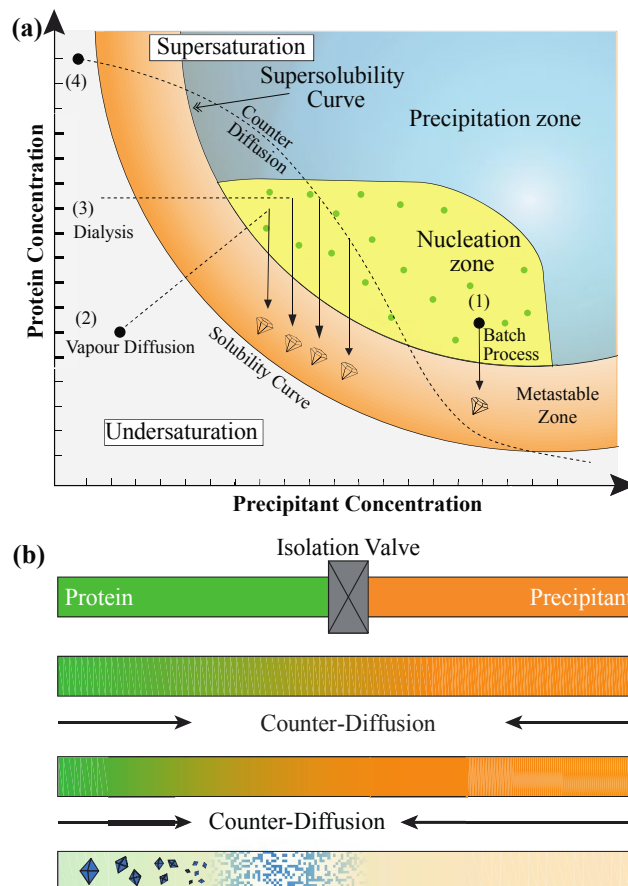 (a)
Supersaturation
(4)
Supersolubility
Curve
Counter
Diffusion
Precipitation zone
(3)
Dialysis
Nucleation
zone
(2)
Vapour Diffusion
(1)
Batch
Process
Solubility Curve
Metastable
Zone
Undersaturation
Protein Concentration
Precipitant Concentration
(b)
Isolation Valve
Protein
Precipitant
Counter-Diffusion
Counter-Diffusion